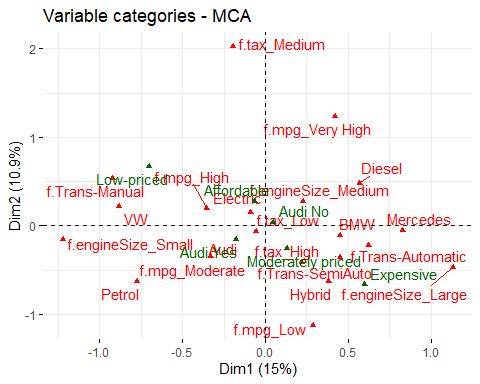 Variable categories - MCA
f.tax_Medium
f.mpg_Very High
Diesel
f.mpg_High
Low-priced
f.Trans-Manual
Affordable
f.engineSize_Medium
Electric
Audi No
VW
f.tax_Low
BMW
Mercedes
f.engineSize_Small
Audi
Audi Yes
f.tax_High
f.Trans-Automatic
Moderately priced
f.mpg_Moderate
f.Trans-SemiAuto
Expensive
Petrol
Hybrid
f.engineSize_Large
f.mpg_Low
2
1
0
-1
Dim2 (10.9%)
-1.0
-0.5
0.0
0.5
1.0
Dim1 (15%)